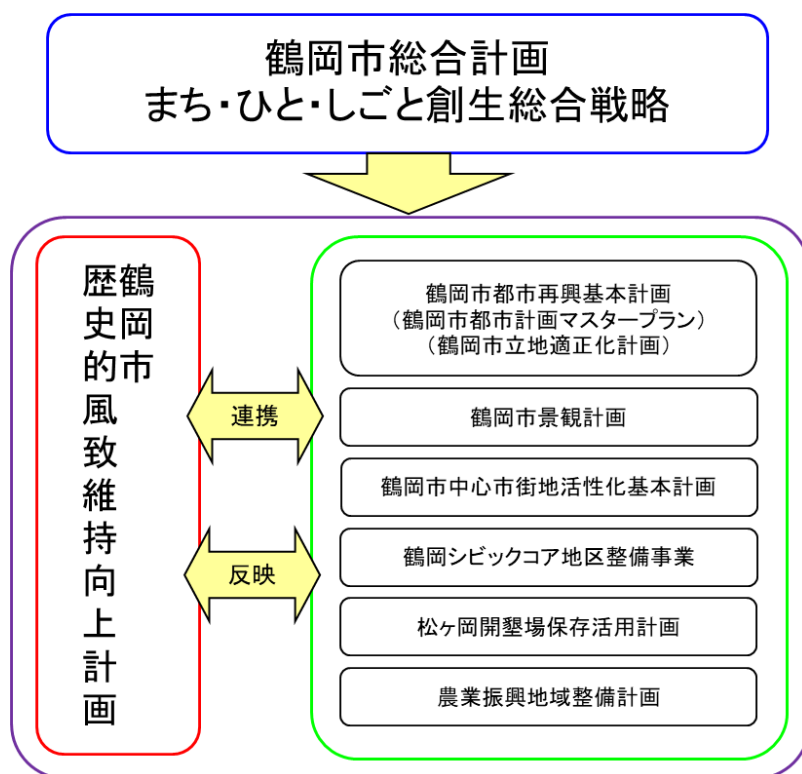 鶴岡市総合計画
まち・ひと・しごと創生総合戦略
鶴岡市
歴史的風致維持向上計画
連携
反映
鶴岡市都市再興基本計画
（鶴岡市都市計画マスタープラン）
（鶴岡市立地適正化計画）
鶴岡市景観計画
鶴岡市中心市街地活性化基本計画
鶴岡シビックコア地区整備事業
松ヶ岡開墾場保存活用計画
農業振興地域整備計画